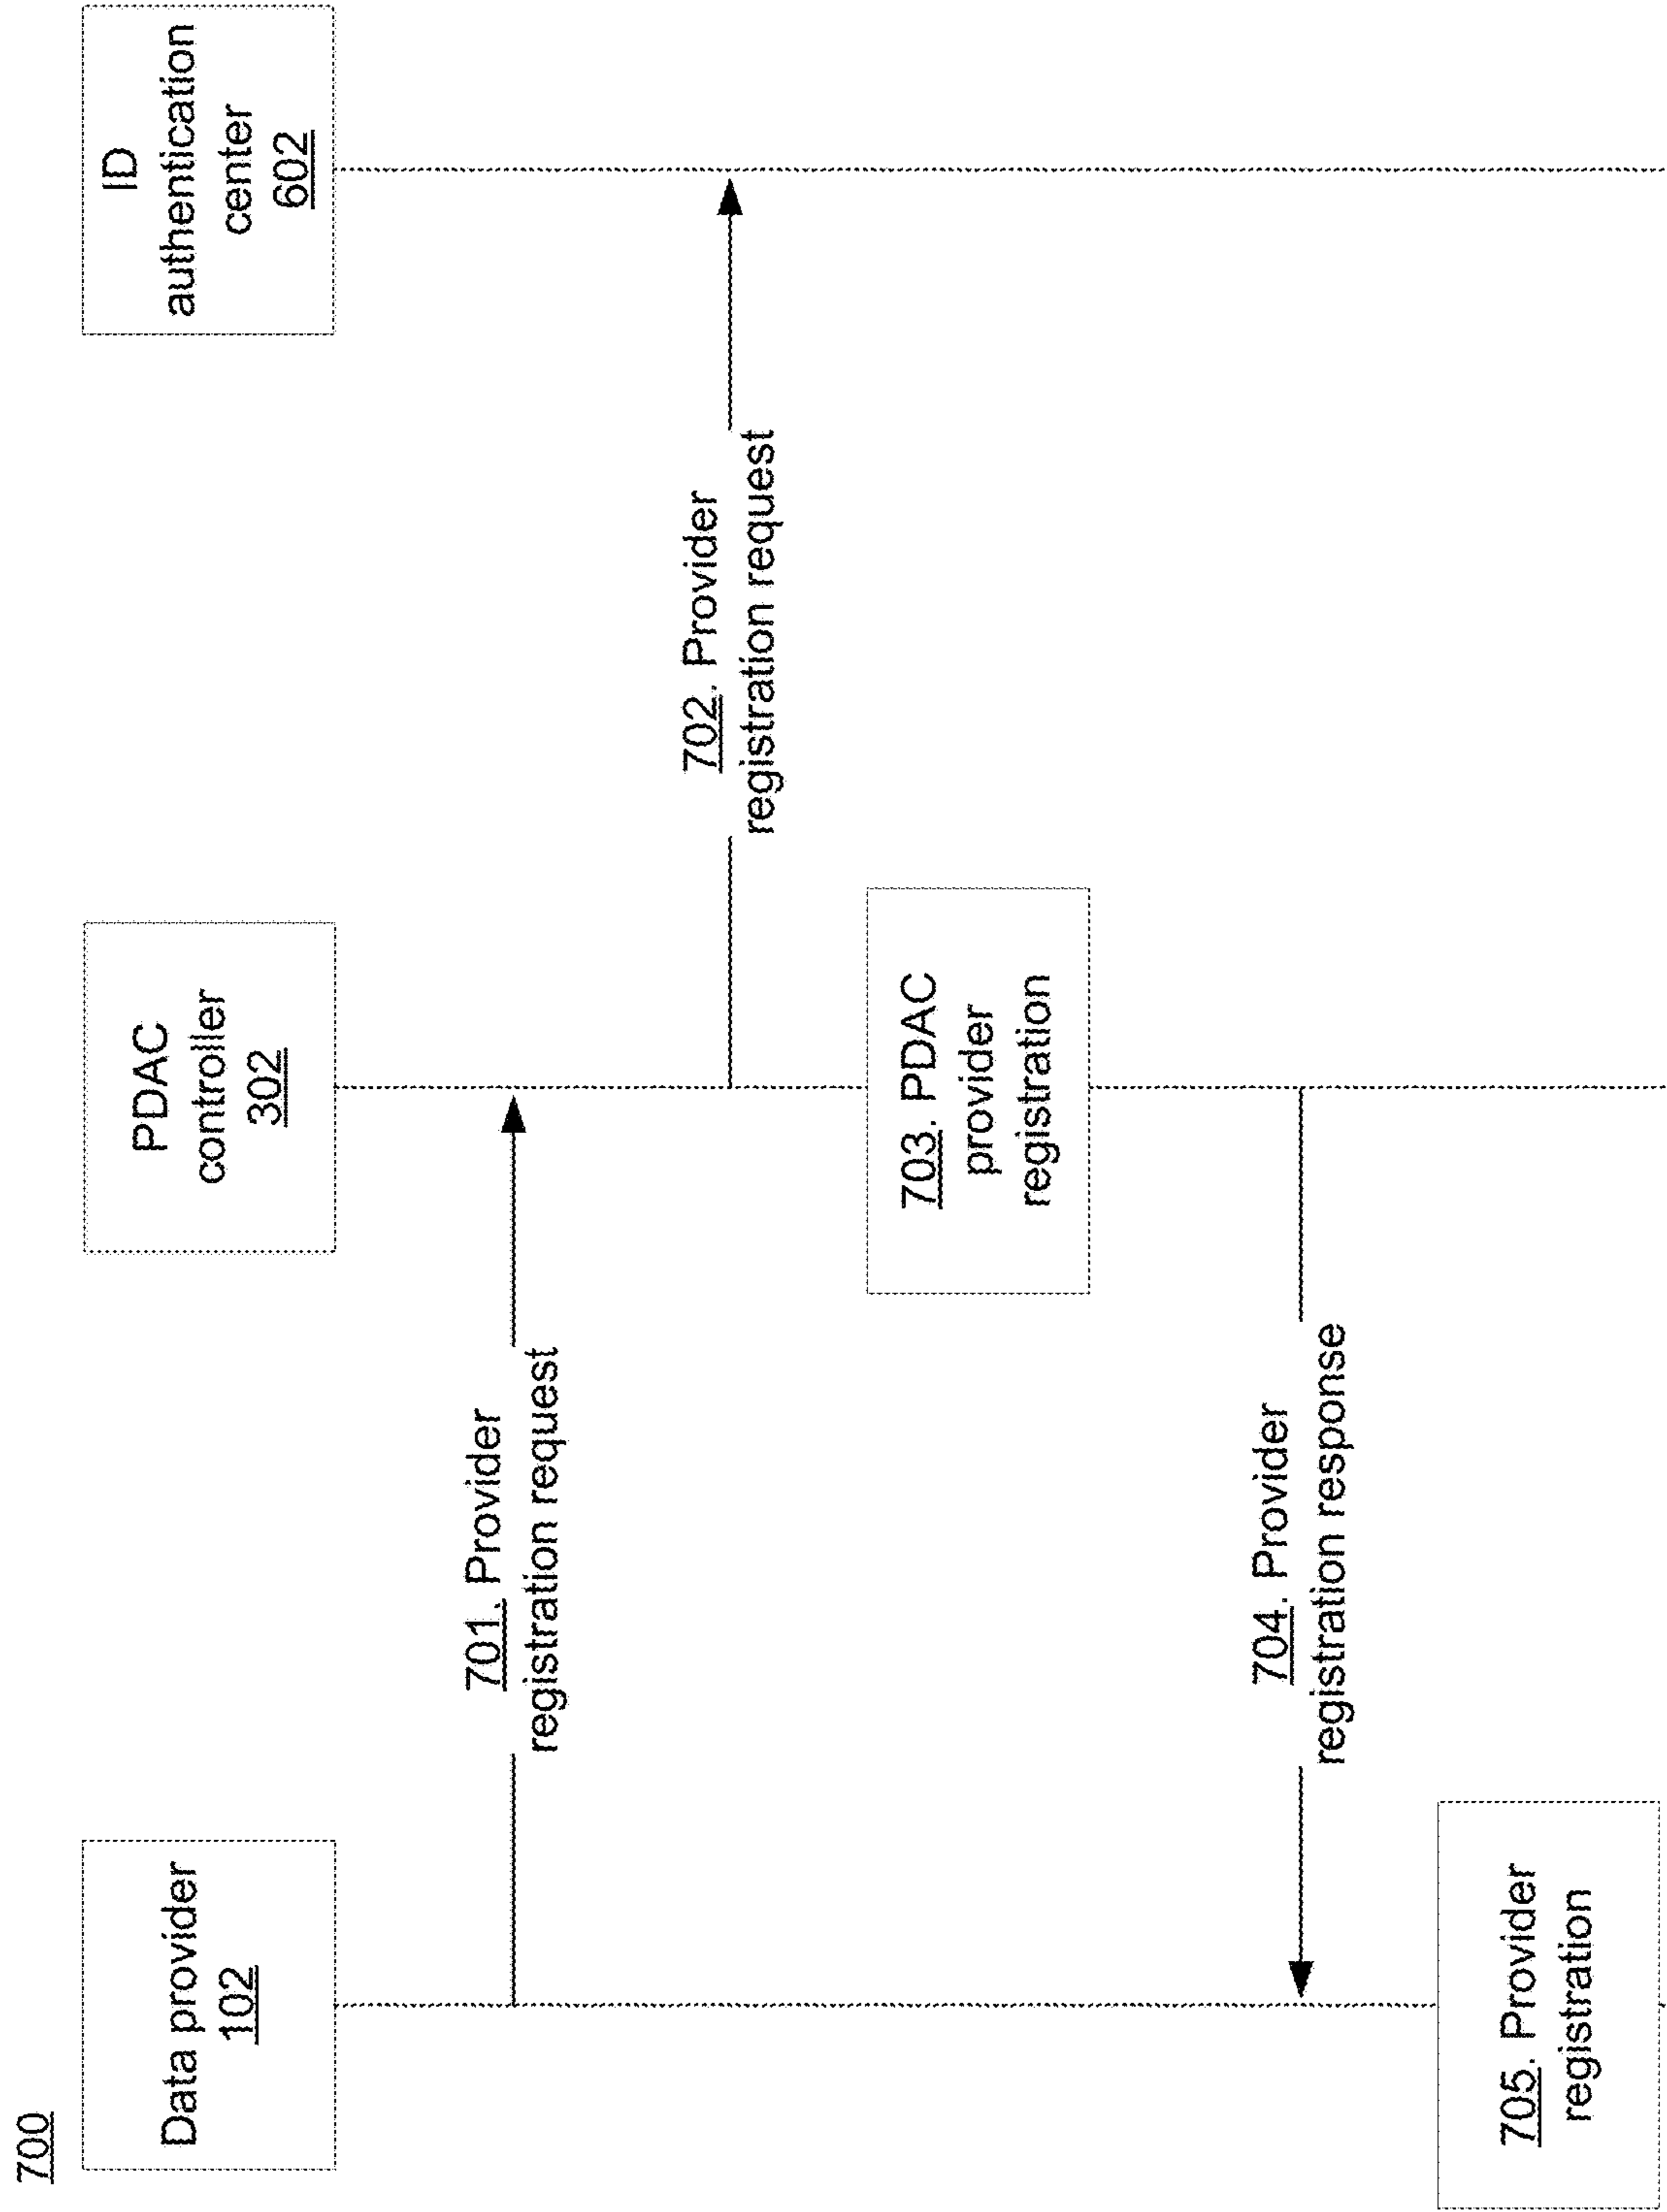 700
Data provider
102
PDAC
controller
302
ID
authentication
center
602
701. Provider
registration request
702. Provider
registration request
703. PDAC
provider
registration
704. Provider
registration response
705. Provider
registration